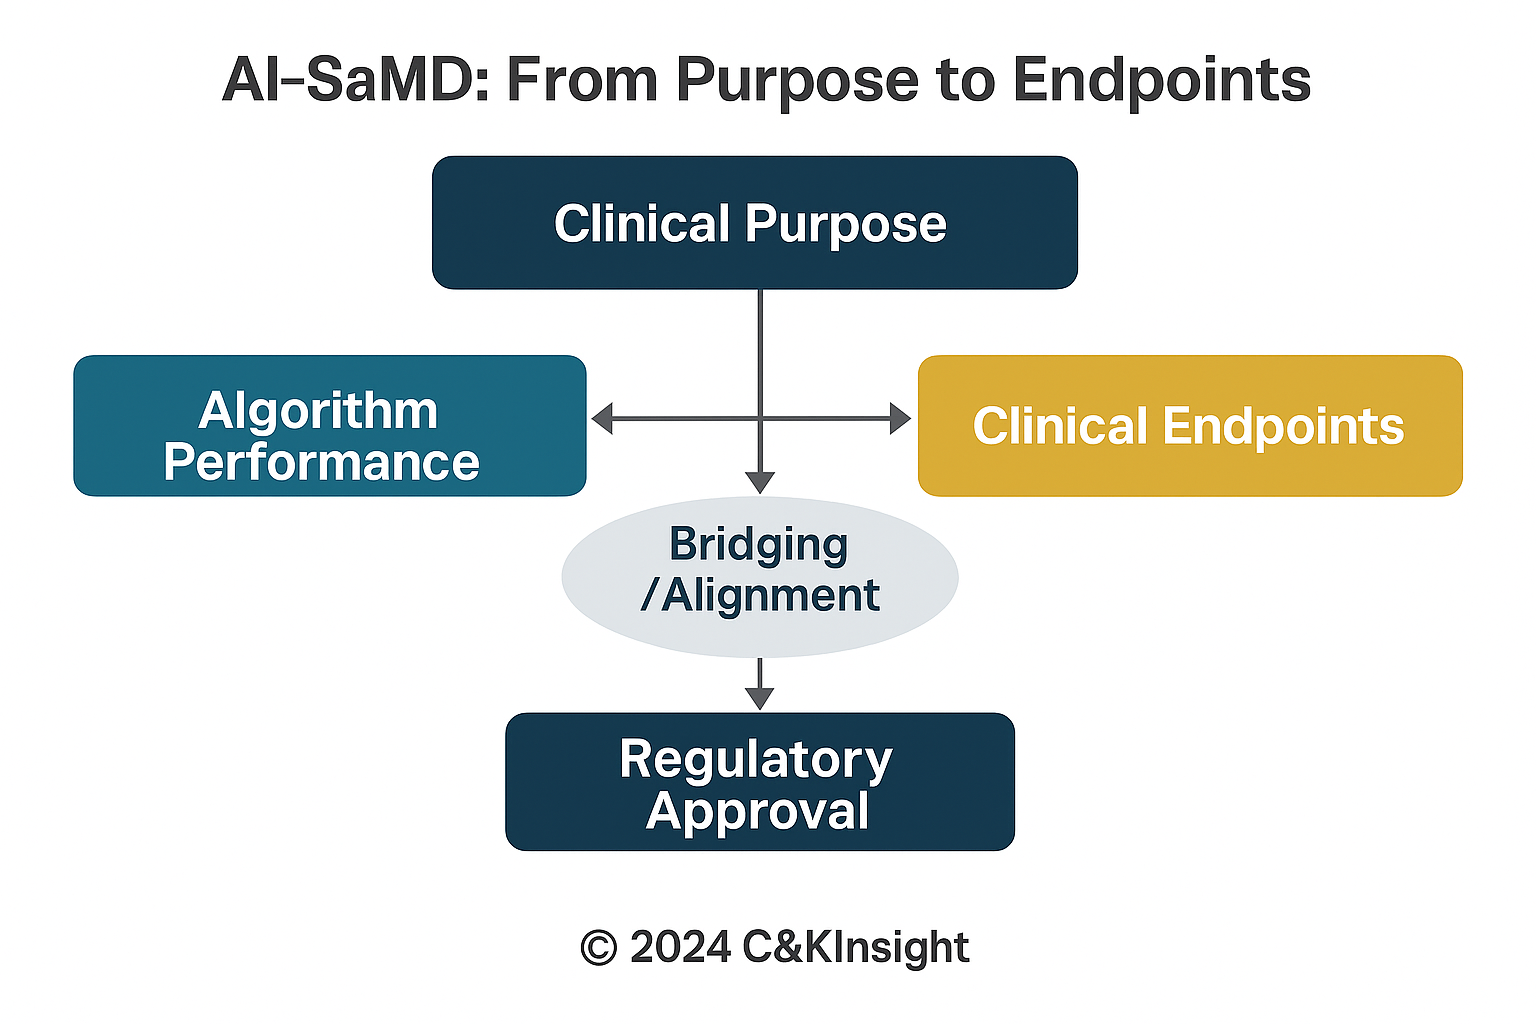 AI–SaMD: From Purpose to Endpoints
Clinical Purpose
Algorithm
Performance
Clinical Endpoints
Bridging
/Alignment
Regulatory
Approval
© 2024 C&KInsight